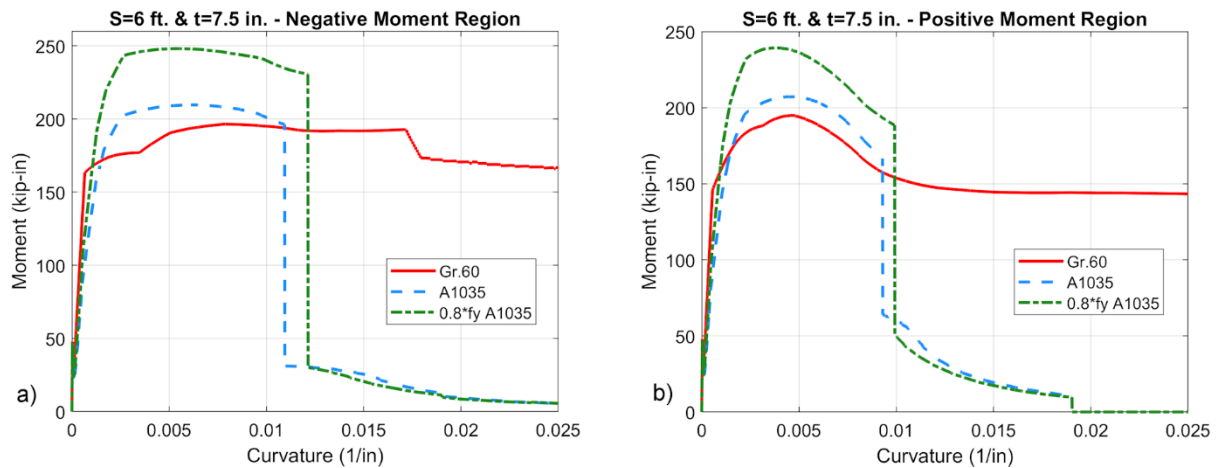 S=6 ft. & t=7.5 in. - Negative Moment Region
250
200
150
100
50
0
Moment (kip-in)
Gr.60
A1035
0.8*fy A1035
a)
0 0.005 0.01 0.015 0.02 0.025
Curvature (1/in)
S=6 ft. & t=7.5 in. - Positive Moment Region
250
200
150
100
50
0
Moment (kip-in)
Gr.60
A1035
0.8*fy A1035
b)
0 0.005 0.01 0.015 0.02 0.025
Curvature (1/in)